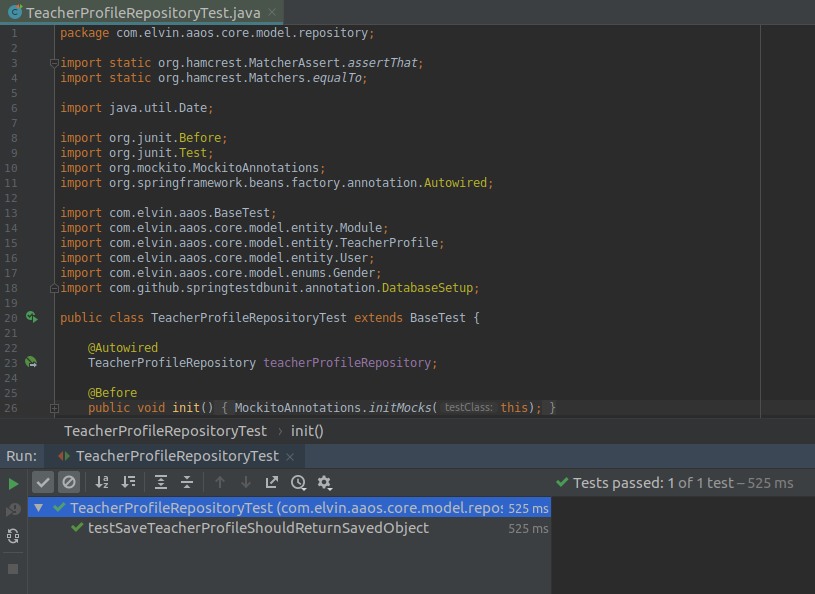 TeacherProfileRepositoryTest.java
1 package com.elvin.aaos.core.model.repository;
2
3 import static org.hamcrest.MatcherAssert.assertThat;
4 import static org.hamcrest.Matchers.equalTo;
5
6 import java.util.Date;
7
8 import org.junit.Before;
9 import org.junit.Test;
10 import org.mockito.MockitoAnnotations;
11 import org.springframework.beans.factory.annotation.Autowired;
12
13 import com.elvin.aaos.BaseTest;
14 import com.elvin.aaos.core.model.entity.Module;
15 import com.elvin.aaos.core.model.entity.TeacherProfile;
16 import com.elvin.aaos.core.model.entity.User;
17 import com.elvin.aaos.core.model.enums.Gender;
18 import com.github.springtestdbunit.annotation.DatabaseSetup;
19
20 public class TeacherProfileRepositoryTest extends BaseTest {
21
22 @Autowired
23 TeacherProfileRepository teacherProfileRepository;
24
25 @Before
26 public void init() { MockitoAnnotations.initMocks( testClass: this); }
TeacherProfileRepositoryTest › init()
Run: TeacherProfileRepositoryTest
Tests passed: 1 of 1 test – 525 ms
TeacherProfileRepositoryTest (com.elvin.aaos.core.model.repos 525 ms
testSaveTeacherProfileShouldReturnSavedObject 525 ms